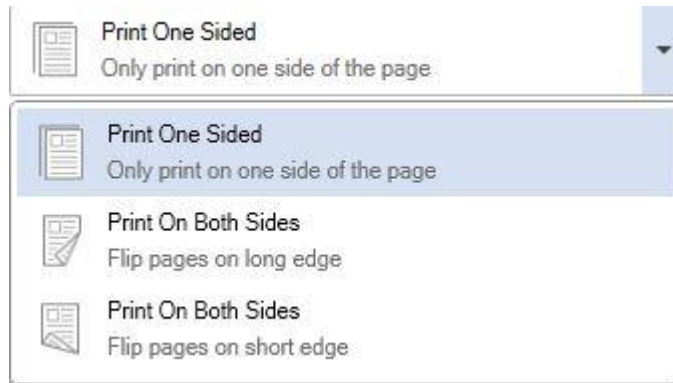 Print One Sided
Only print on one side of the page
Print One Sided
Only print on one side of the page
Print On Both Sides
Flip pages on long edge
Print On Both Sides
Flip pages on short edge